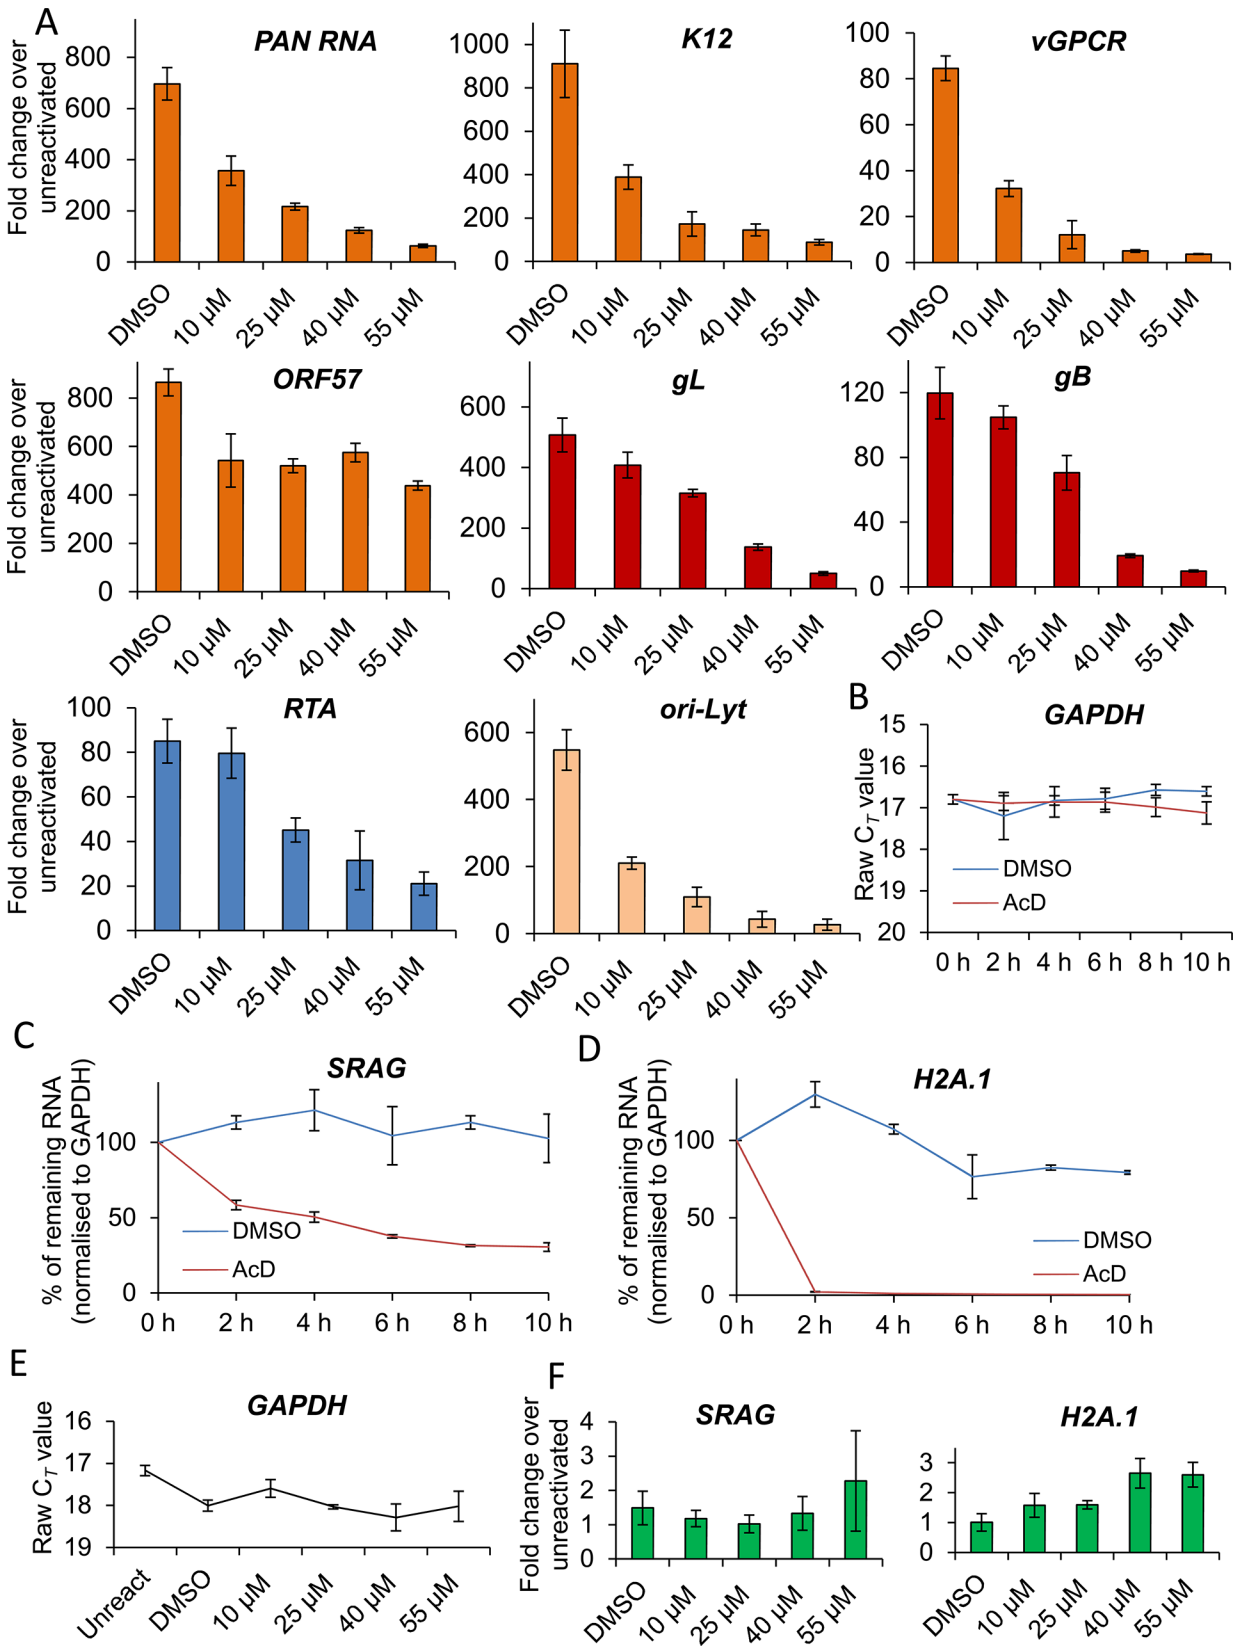 A
PAN RNA
Fold change over
unreactivated
800
600
400
200
0
DMSO
10 µM
25 µM
40 µM
55 µM
K12
1000
800
600
400
200
0
DMSO
10 µM
25 µM
40 µM
55 µM
vGPCR
100
80
60
40
20
0
DMSO
10 µM
25 µM
40 µM
55 µM
ORF57
Fold change over
unreactivated
800
600
400
200
0
DMSO
10 µM
25 µM
40 µM
55 µM
gL
600
400
200
0
DMSO
10 µM
25 µM
40 µM
55 µM
gB
120
80
40
0
DMSO
10 µM
25 µM
40 µM
55 µM
RTA
Fold change over
unreactivated
100
80
60
40
20
0
DMSO
10 µM
25 µM
40 µM
55 µM
ori-Lyt
600
400
200
0
DMSO
10 µM
25 µM
40 µM
55 µM
B
GAPDH
Raw CT value
15
16
17
18
19
20
DMSO
AcD
0 h 2 h 4 h 6 h 8 h 10 h
C
SRAG
% of remaining RNA
(normalised to GAPDH)
100
50
0
DMSO
AcD
0 h 2 h 4 h 6 h 8 h 10 h
D
H2A.1
% of remaining RNA
(normalised to GAPDH)
100
50
0
DMSO
AcD
0 h 2 h 4 h 6 h 8 h 10 h
E
GAPDH
Raw CT value
16
17
18
19
Unreact
DMSO
10 µM
25 µM
40 µM
55 µM
F
SRAG
Fold change over
unreactivated
4
3
2
1
0
DMSO
10 µM
25 µM
40 µM
55 µM
H2A.1
3
2
1
0
DMSO
10 µM
25 µM
40 µM
55 µM